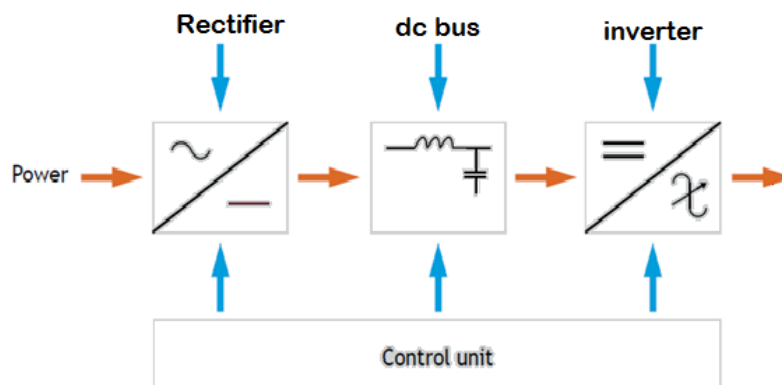 Rectifier
dc bus
inverter
Power
Control unit